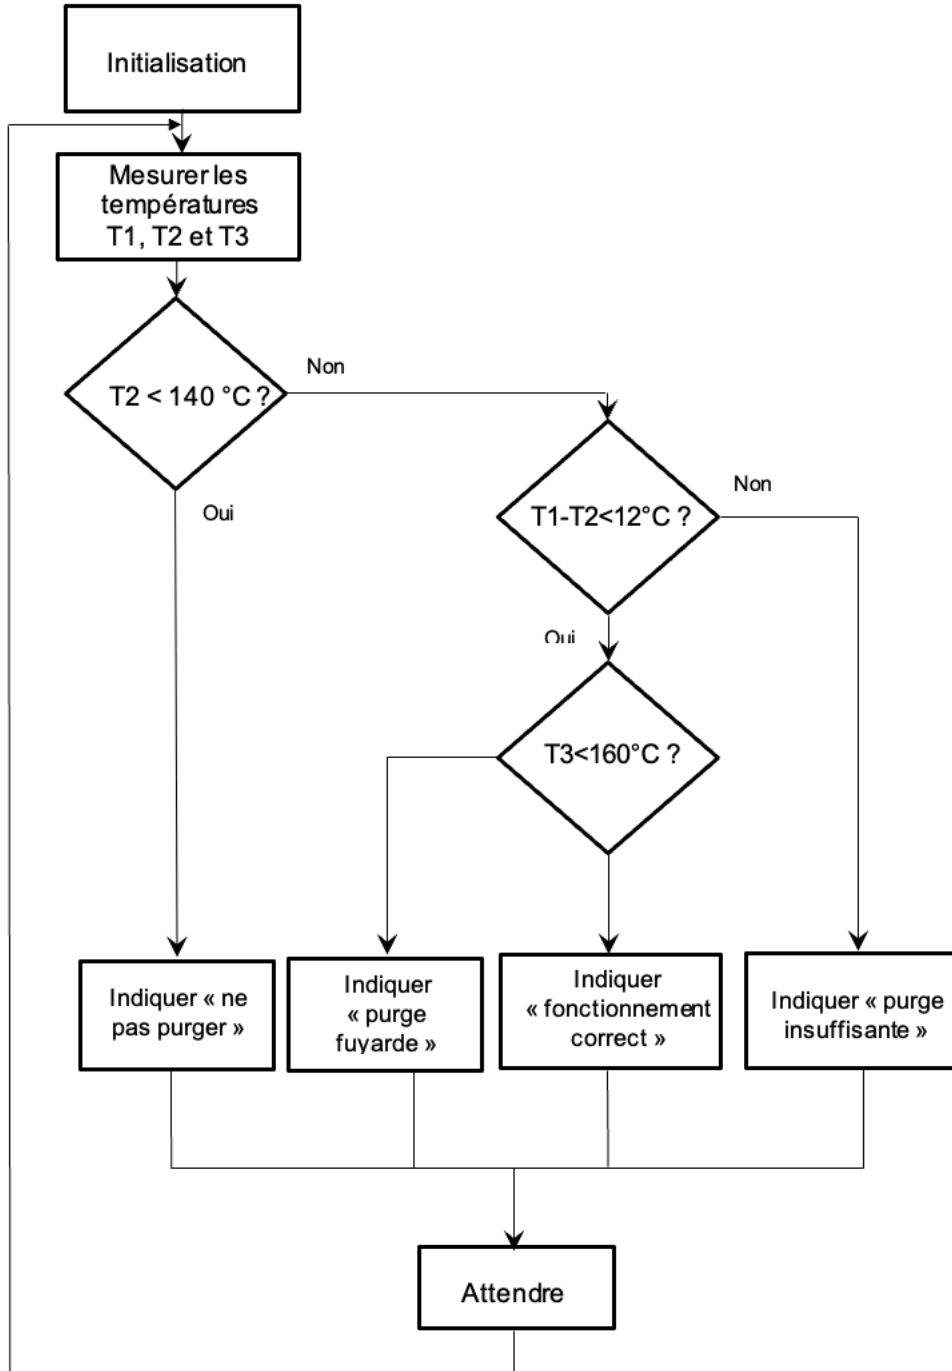 Initialisation
Mesurer les
températures
T1, T2 et T3
T2 < 140 °C ?
Non
Oui
T1-T2<12°C ?
Non
Oui
T3<160°C ?
Indiquer « ne
pas purger »
Indiquer
« purge
fuyarde »
Indiquer
« fonctionnement
correct »
Indiquer « purge
insuffisante »
Attendre